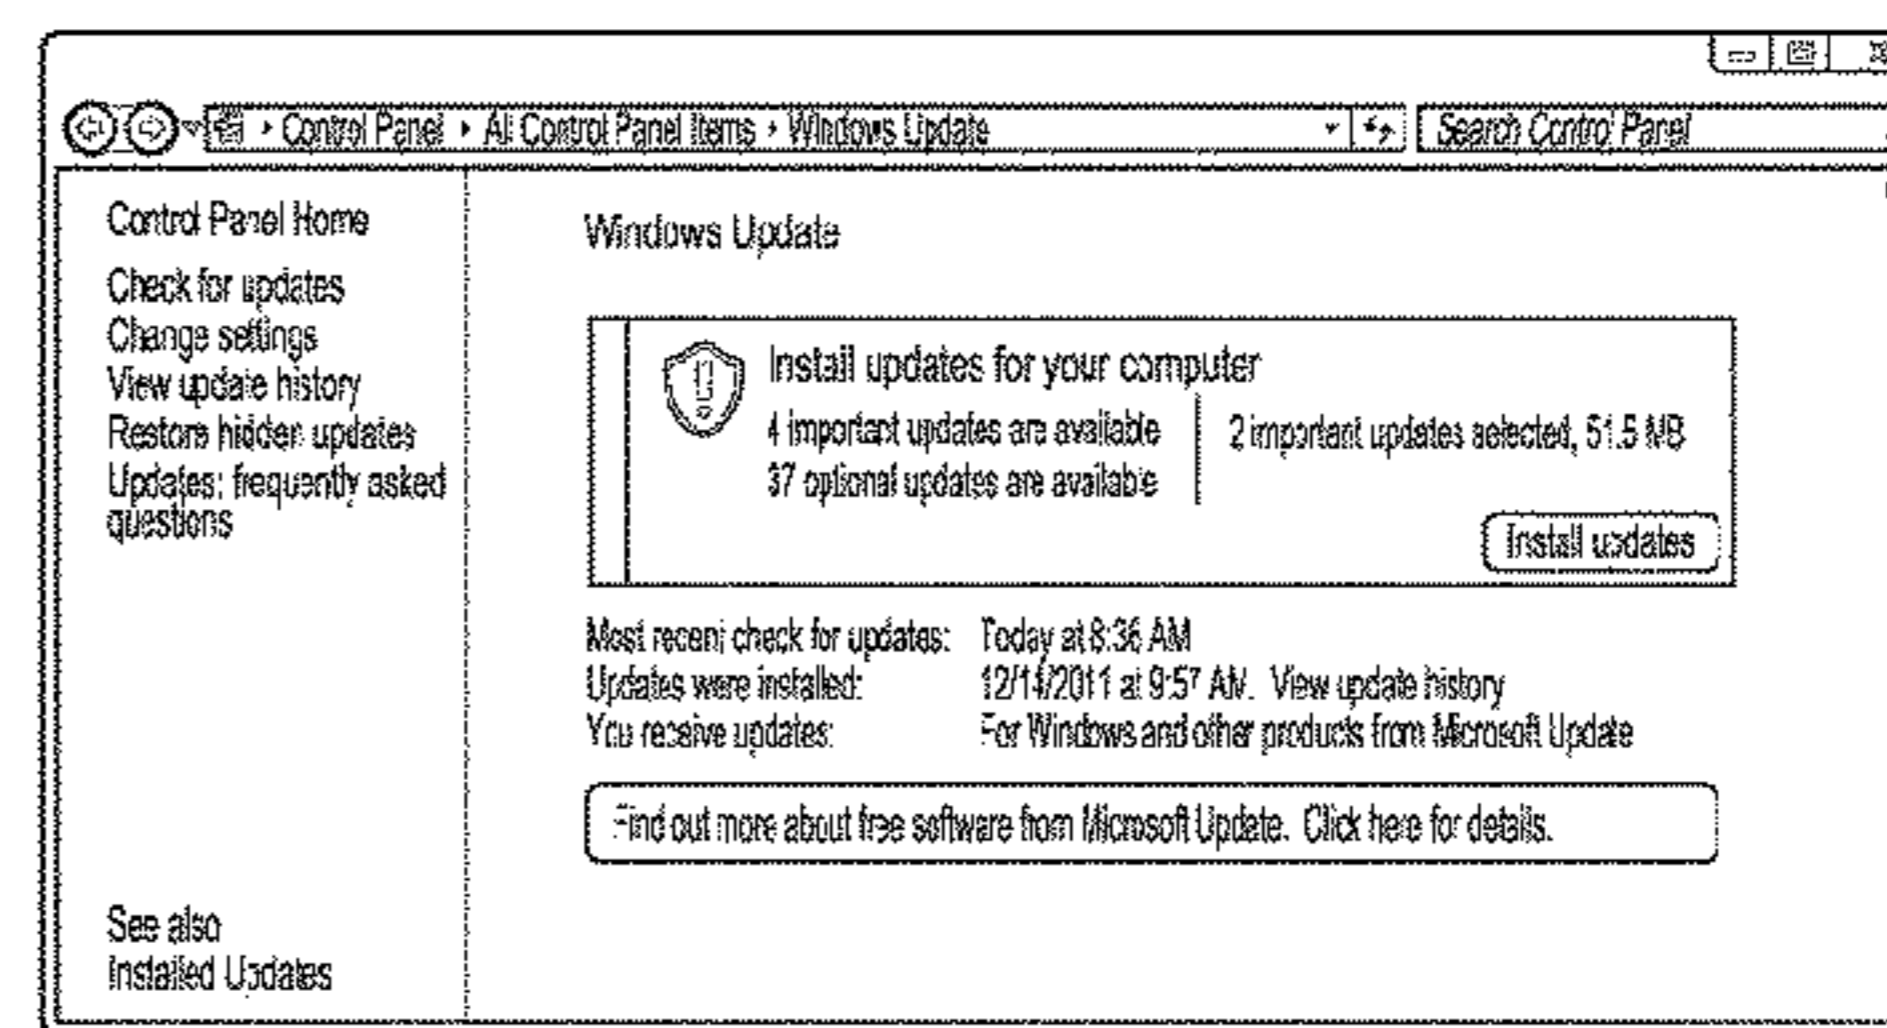 Control Panel ▸ All Control Panel Items ▸ Windows Update
Search Control Panel
Control Panel Home
Check for updates
Change settings
View update history
Restore hidden updates
Updates: frequently asked
questions
See also
Installed Updates
Windows Update
Install updates for your computer
4 important updates are available
37 optional updates are available
2 important updates selected, 51.5 MB
Install updates
Most recent check for updates: Today at 8:36 AM
Updates were installed: 12/14/2011 at 9:57 AM. View update history
You receive updates: For Windows and other products from Microsoft Update
Find out more about free software from Microsoft Update. Click here for details.